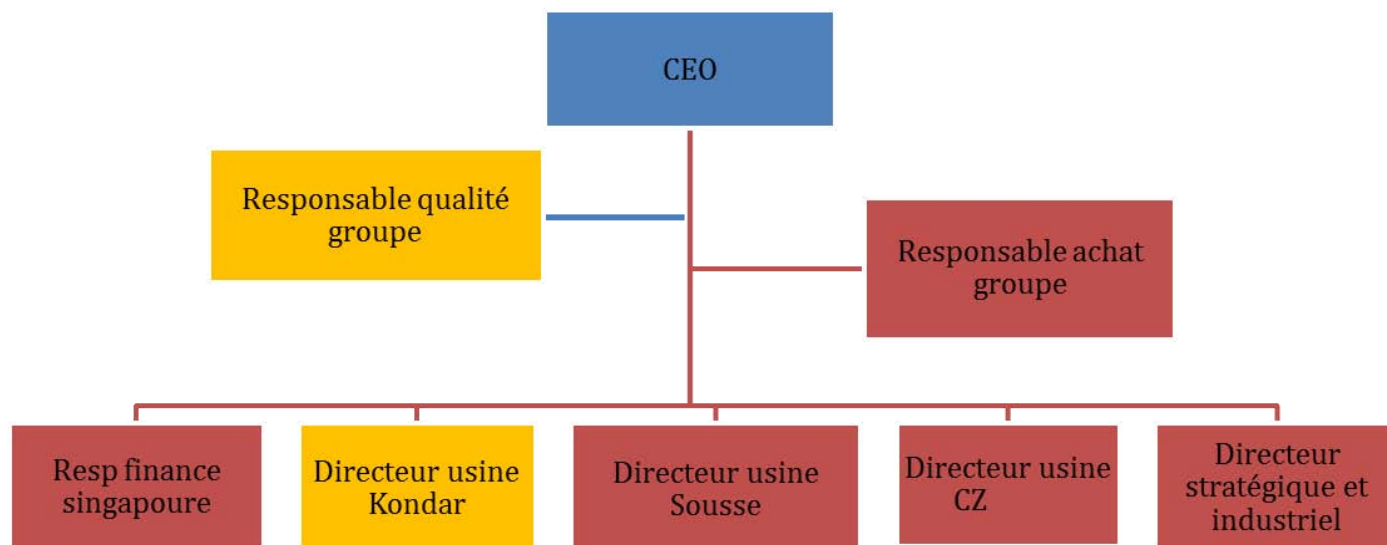 CEO
Responsable qualité
groupe
Responsable achat
groupe
Resp finance
singapoure
Directeur usine
Kondar
Directeur usine
Sousse
Directeur usine
CZ
Directeur
stratégique et
industriel